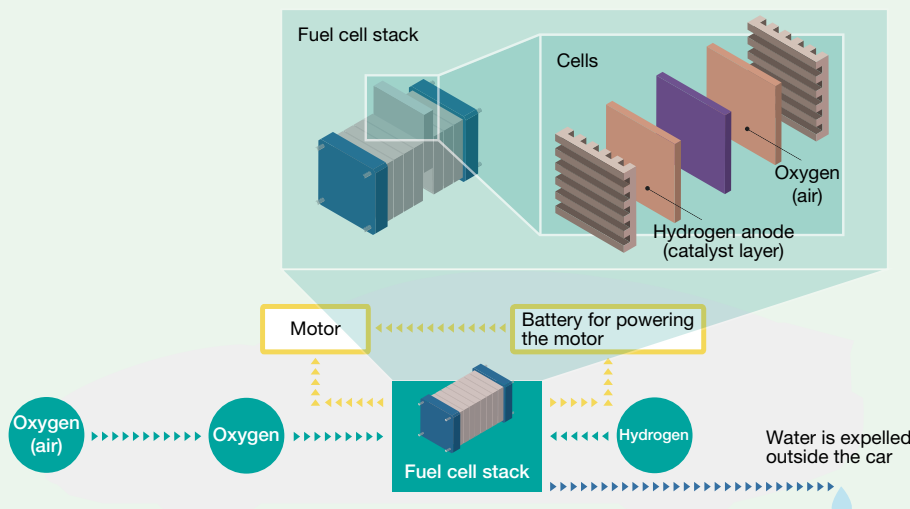 Fuel cell stack
Cells
Oxygen
(air)
Hydrogen anode
(catalyst layer)
Motor
Battery for powering
the motor
Oxygen
(air)
Oxygen
Fuel cell stack
Hydrogen
Water is expelled
outside the car